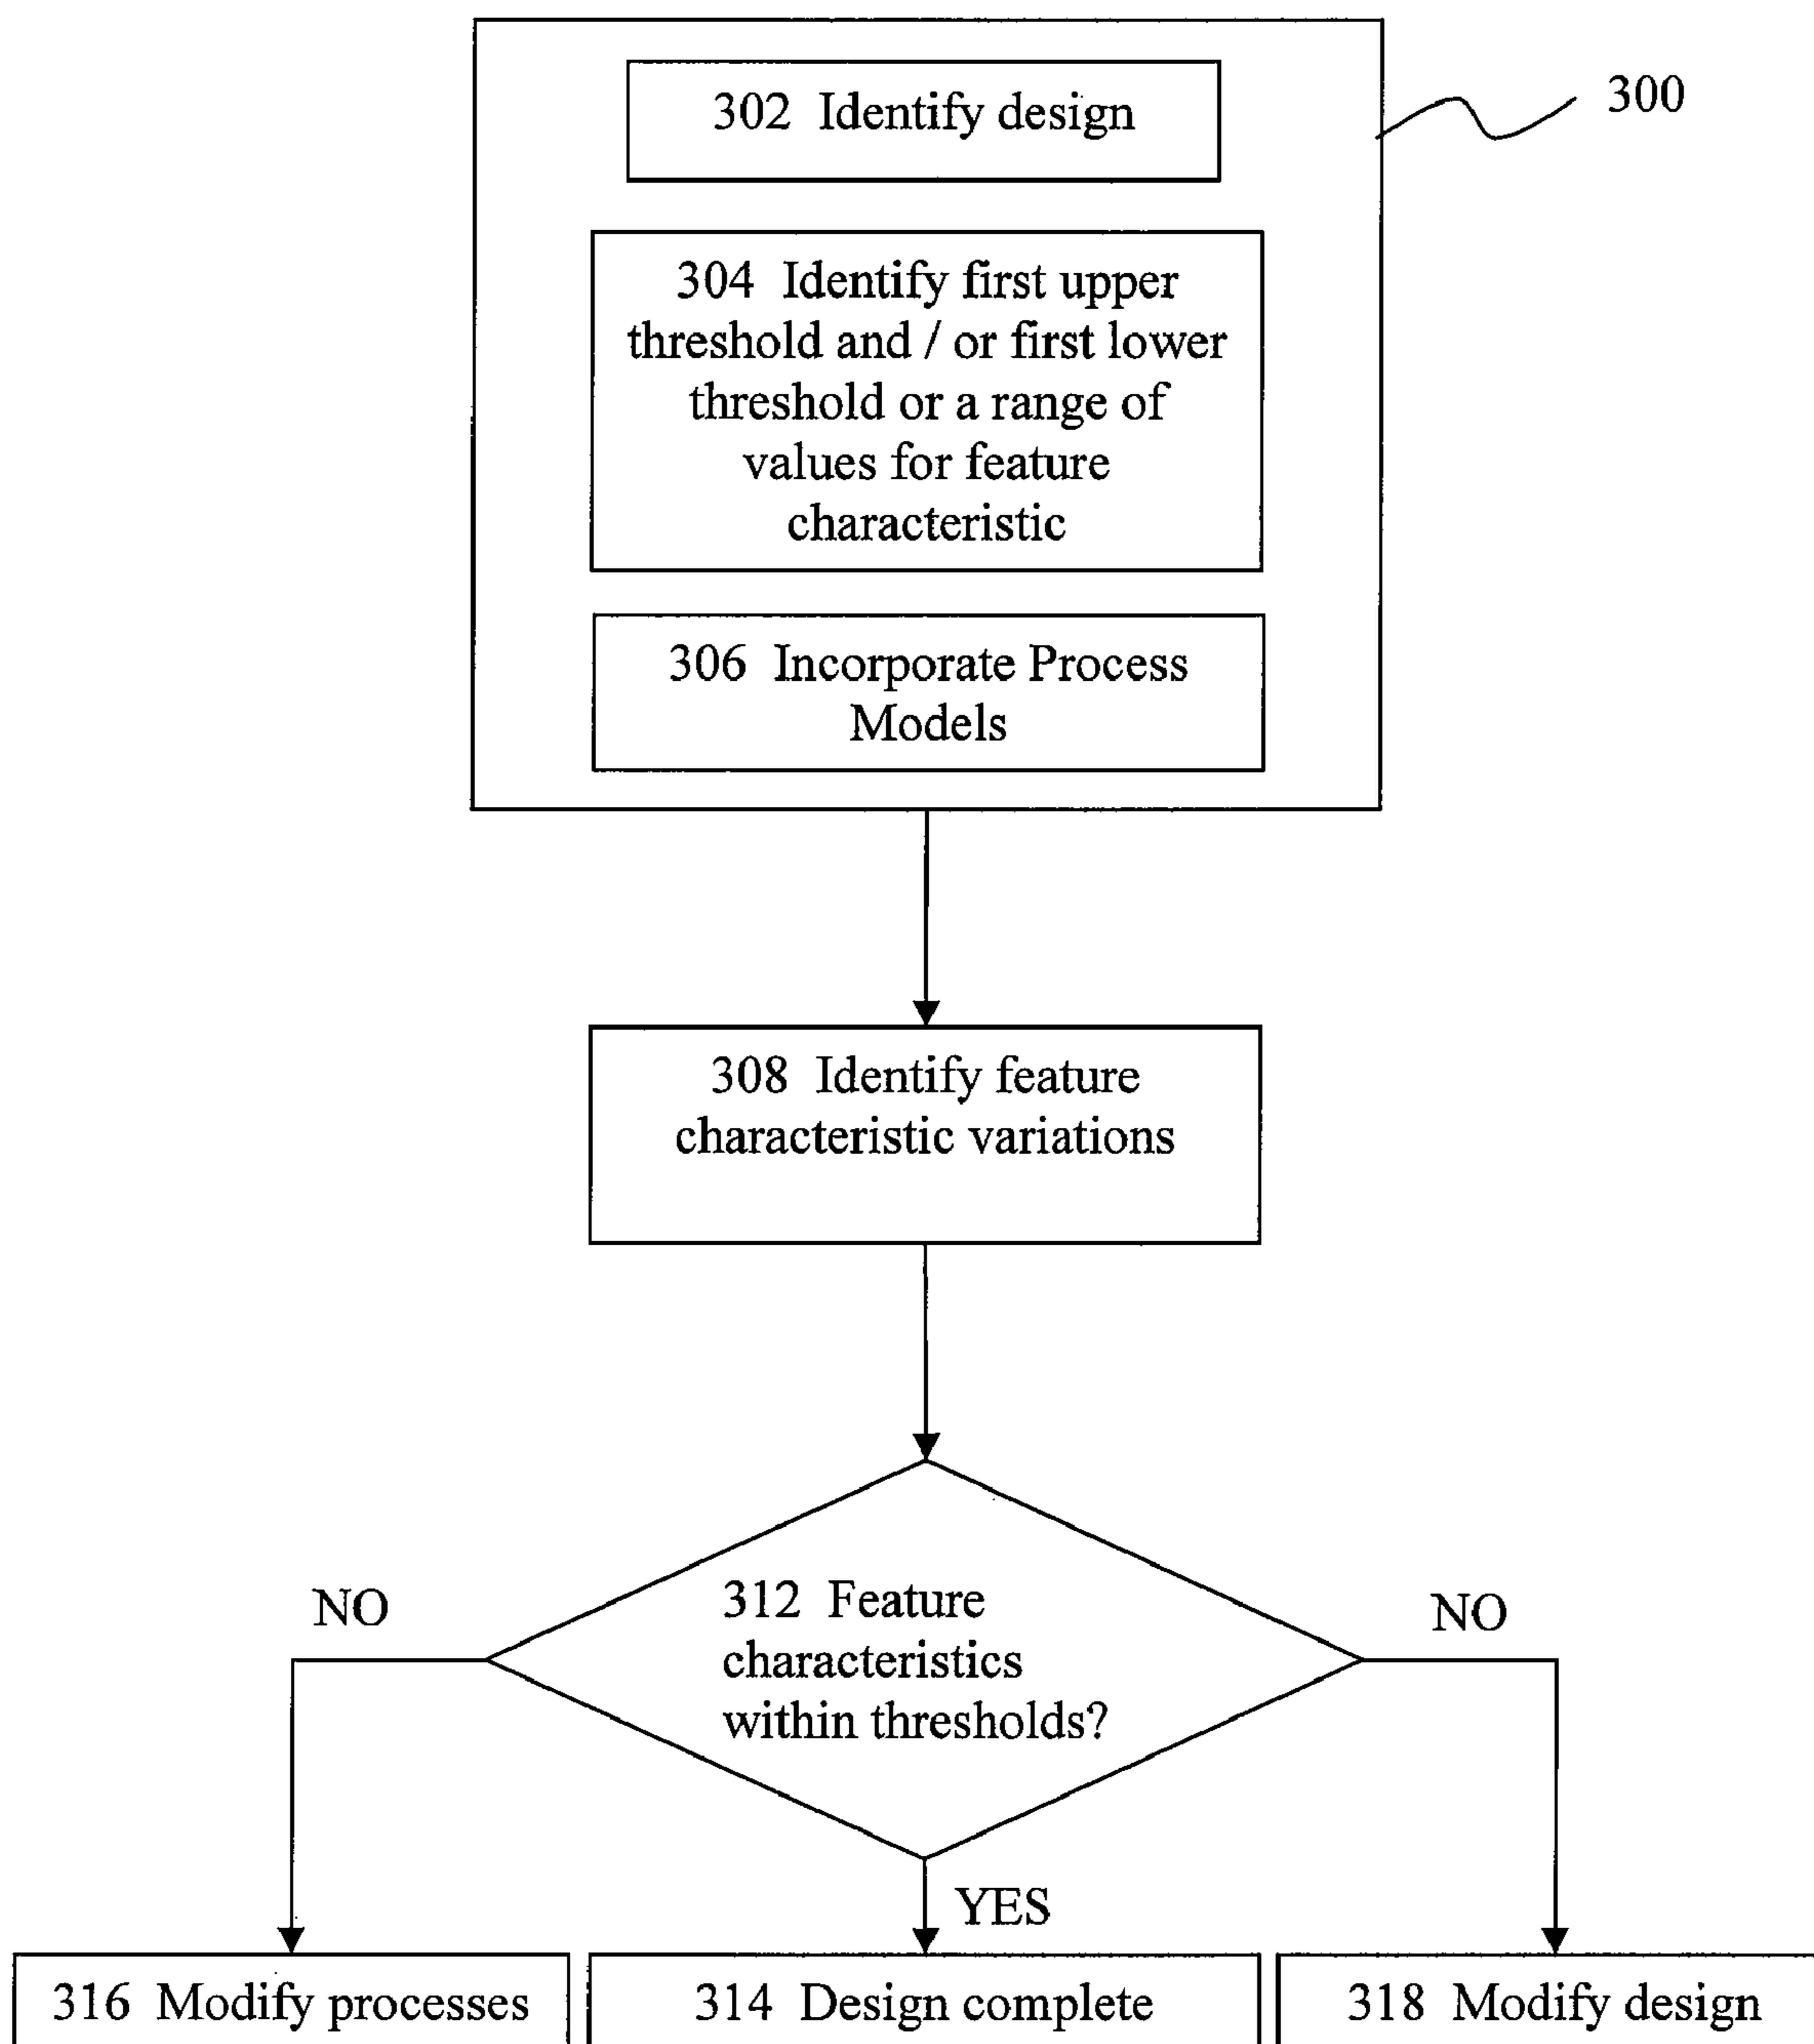 302 Identify design
300
304 Identify first upper
threshold and / or first lower
threshold or a range of
values for feature
characteristic
306 Incorporate Process
Models
308 Identify feature
characteristic variations
312 Feature
characteristics
within thresholds?
NO
NO
YES
316 Modify processes
314 Design complete
318 Modify design